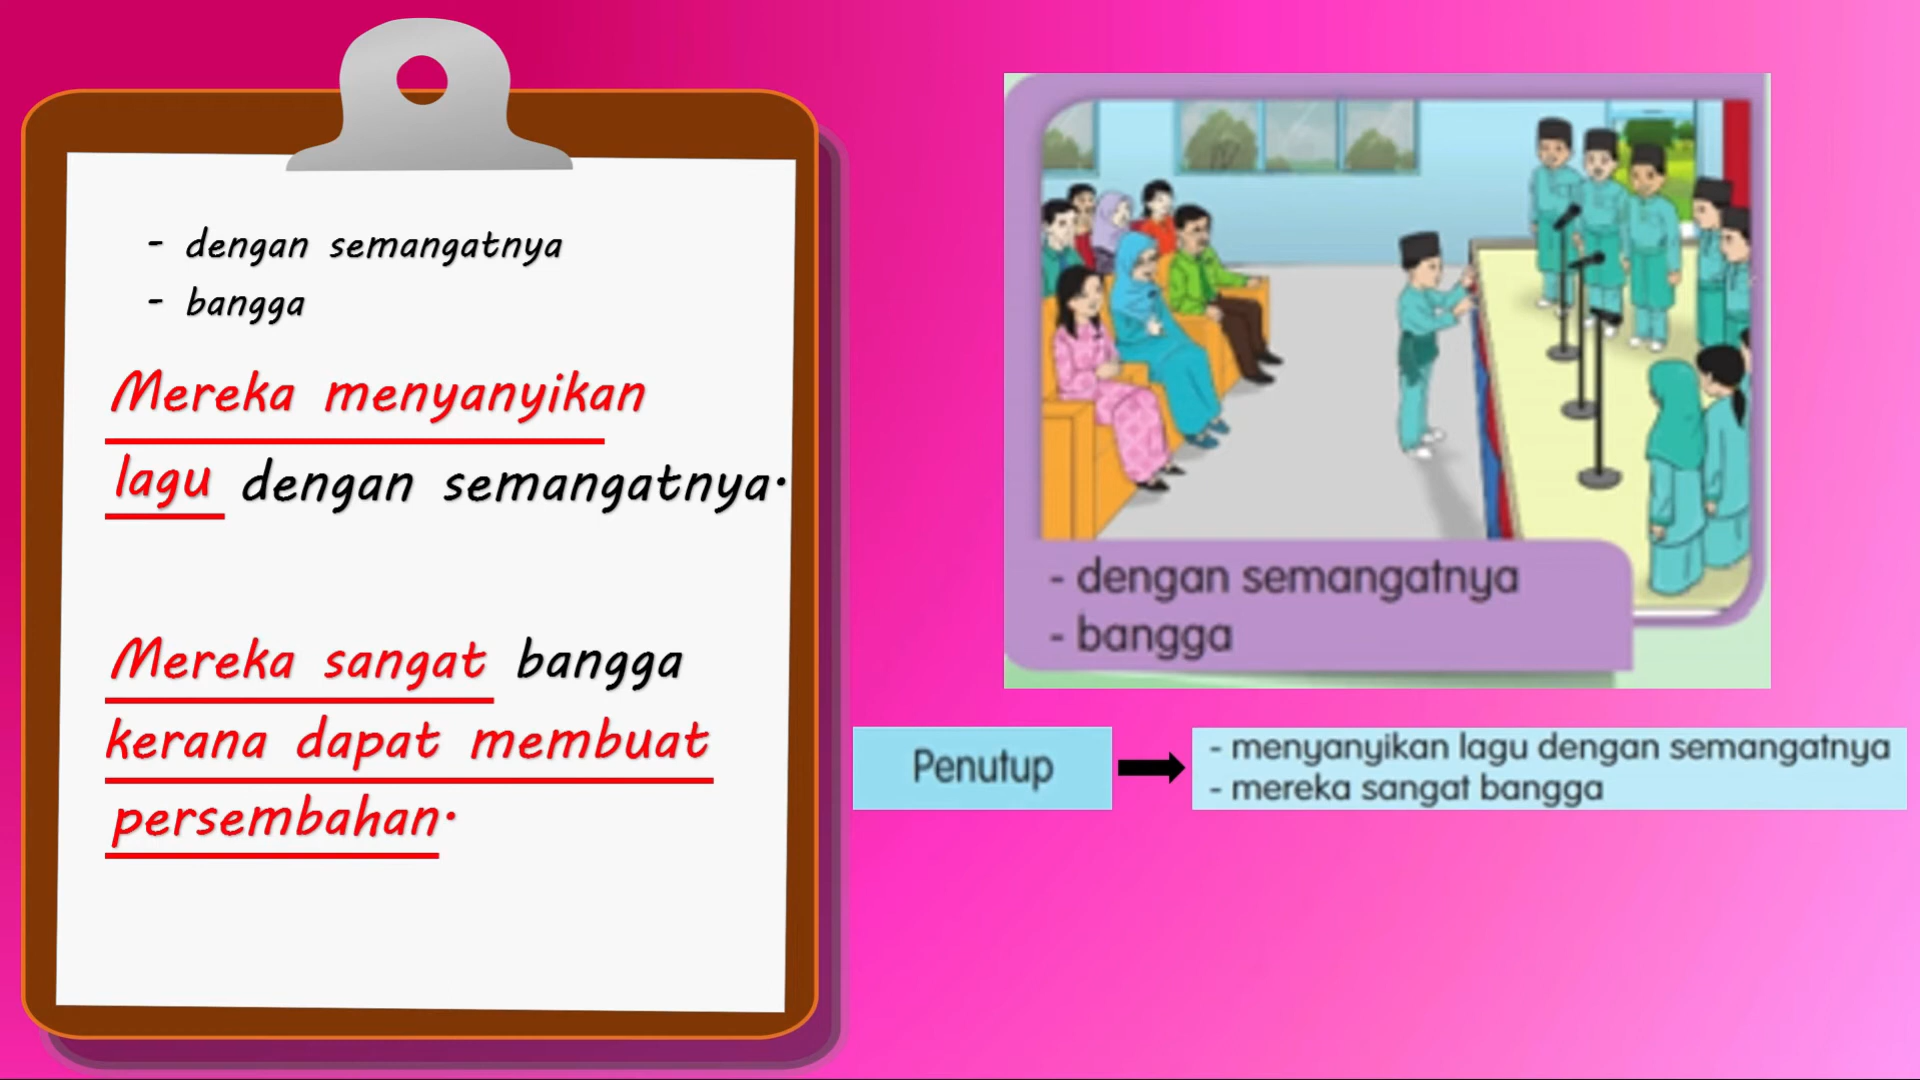 - dengan semangatnya
- bangga
Mereka menyanyikan
lagu dengan semangatnya.
Mereka sangat bangga
kerana dapat membuat
persembahan.
- dengan semangatnya
- bangga
Penutup
- menyanyikan lagu dengan semangatnya
- mereka sangat bangga